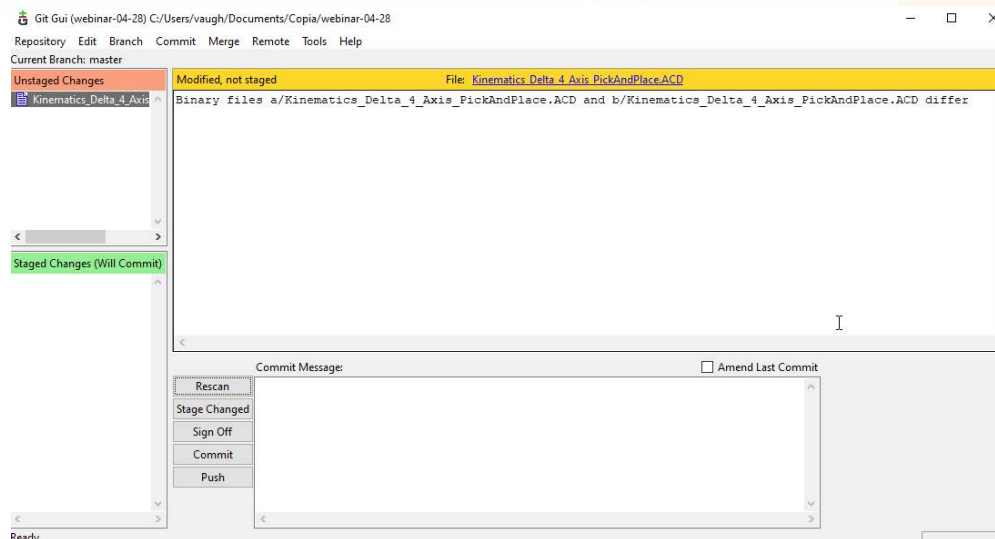 Git Gui (webinar-04-28) C:/Users/vaugh/Documents/Copia/webinar-04-28
Repository Edit Branch Commit Merge Remote Tools Help
Current Branch: master
Unstaged Changes
Modified, not staged File: Kinematics_Delta_4_Axis_PickAndPlace.ACD
Kinematics_Delta_4_Axis
Binary files a/Kinematics_Delta_4_Axis_PickAndPlace.ACD and b/Kinematics_Delta_4_Axis_PickAndPlace.ACD differ
Staged Changes (Will Commit)
Commit Message:
Amend Last Commit
Rescan
Stage Changed
Sign Off
Commit
Push
Ready